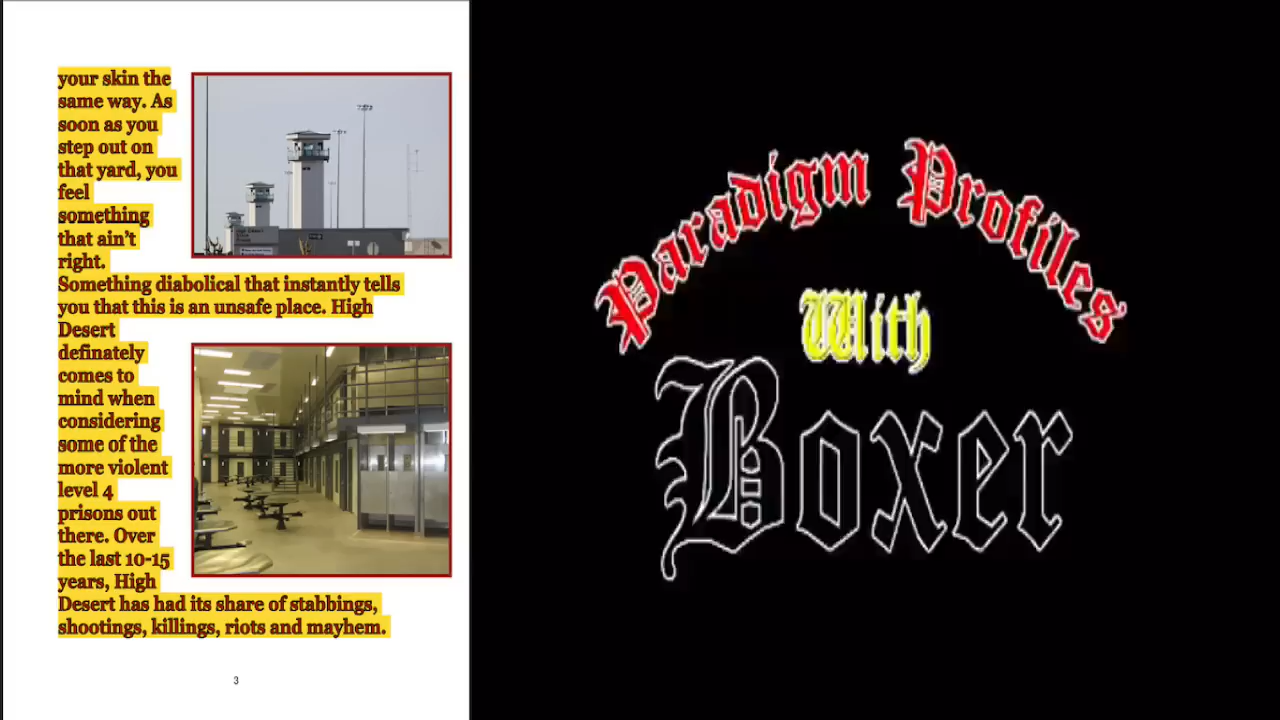 your skin the
same way. As
soon as you
step out on
that yard, you
feel
something
that ain't
right.
Something diabolical that instantly tells
you that this is an unsafe place. High
Desert
definately
comes to
mind when
considering
some of the
more violent
level 4
prisons out
there. Over
the last 10-15
years, High
Desert has had its share of stabbings,
shootings, killings, riots and mayhem.
3
Paradigm Profiles
With
Boxer